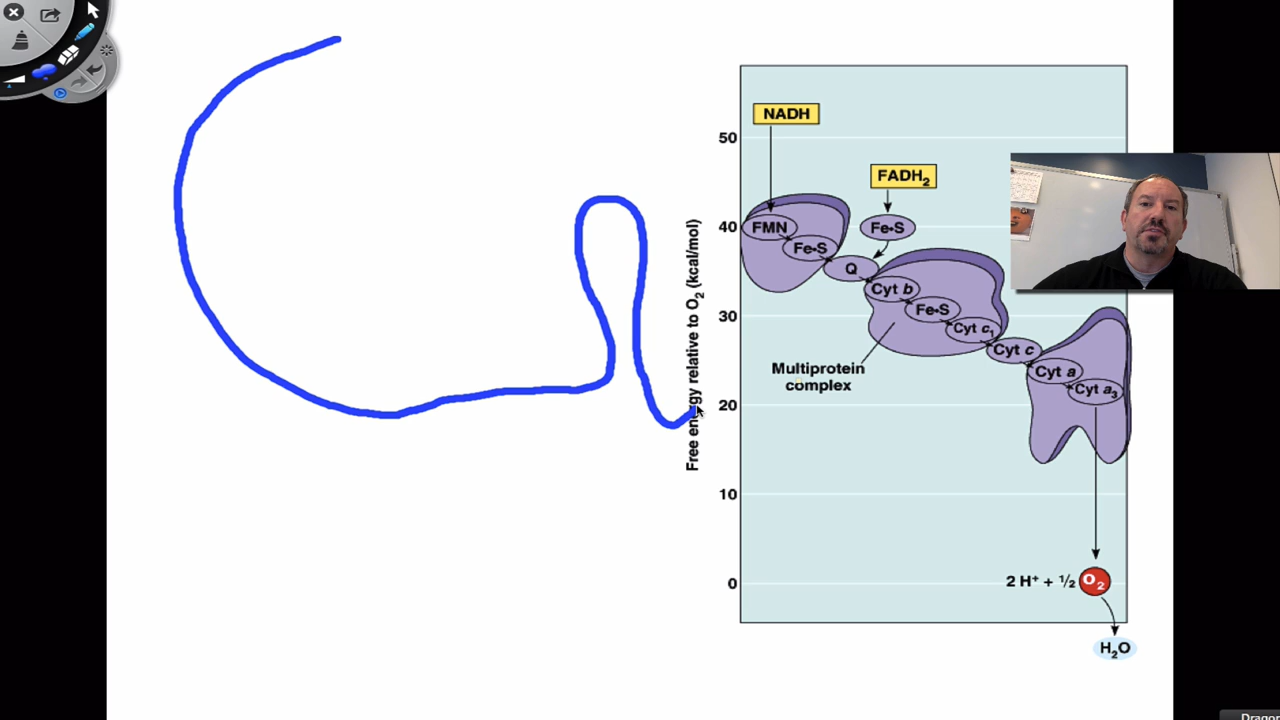 NADH
50
FADH2
40
FMN
Fe•S
Fe•S
Q
Cyt b
30
Fe•S
Cyt c1
Cyt c
Multiprotein
complex
Cyt a
Cyt a3
20
Free energy relative to O2 (kcal/mol)
10
0
2 H+ + ½ O2
H2O